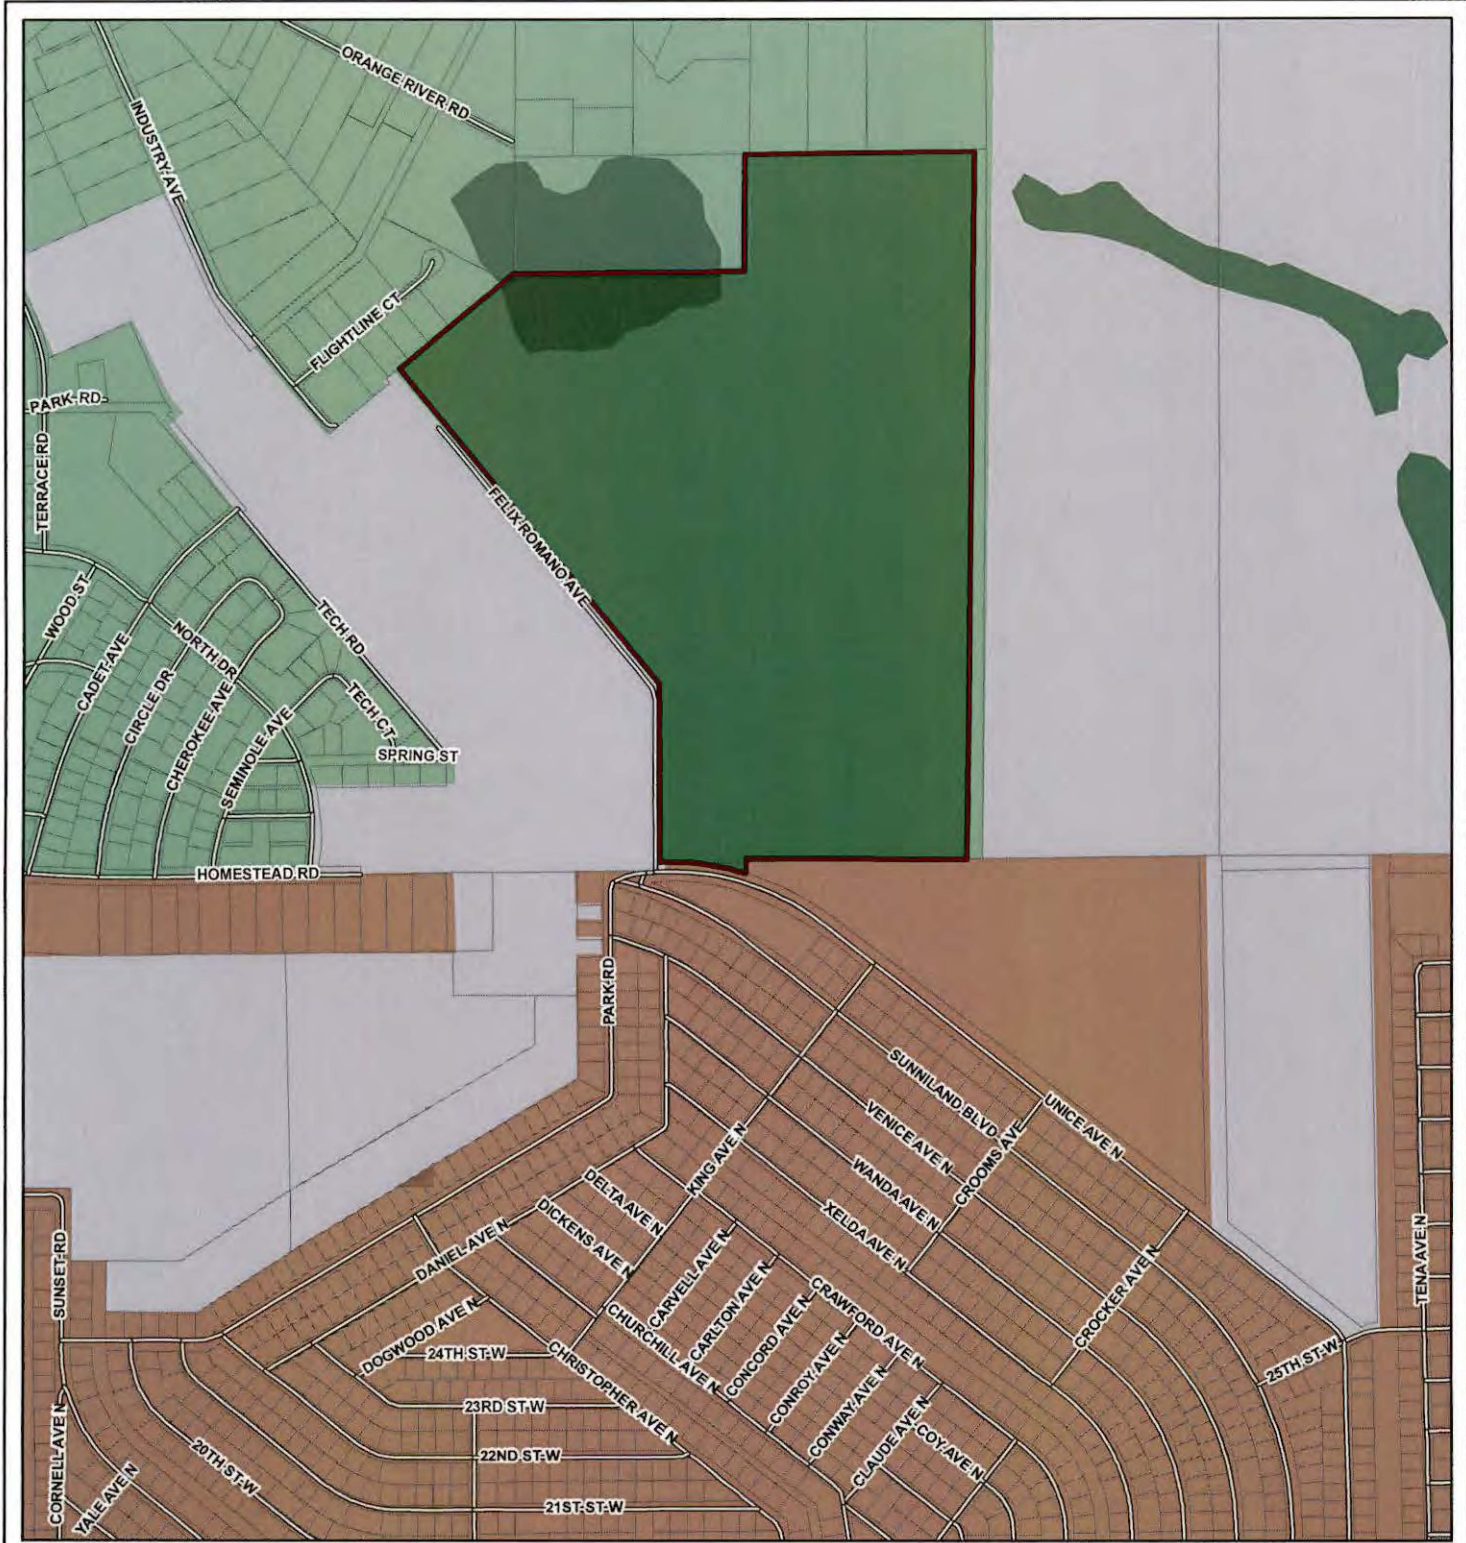 ORANGE RIVER RD
INDUSTRY AVE
FLIGHTLINE CT
PARK RD
TERRACE RD
FELIX ROMANO AVE
WOOD ST
CADET AVE
NORTH DR
CIRCLE DR
CHEROKEE AVE
SEMINOLE AVE
TECH RD
TECH CT
SPRING ST
HOMESTEAD RD
PARK RD
SUNNILAND BLVD
UNICE AVE N
VENICE AVE N
CROOMS AVE
WANDA AVE N
KING AVE N
XELDA AVE N
DELTA AVE N
DICKENS AVE N
DANIEL AVE N
SUNSET RD
CARVELL AVE N
CARLTON AVE N
CRAWFORD AVE N
CROCKER AVE N
TENA AVE N
DOGWOOD AVE N
CHURCHILL AVE N
CONCORD AVE N
CONROY AVE N
24TH ST W
CHRISTOPHER AVE N
CONWAY AVE N
25TH ST W
23RD ST W
CLAUDE AVE N
COY AVE N
CORNELL AVE N
YALE AVE N
20TH ST W
22ND ST W
21ST ST W